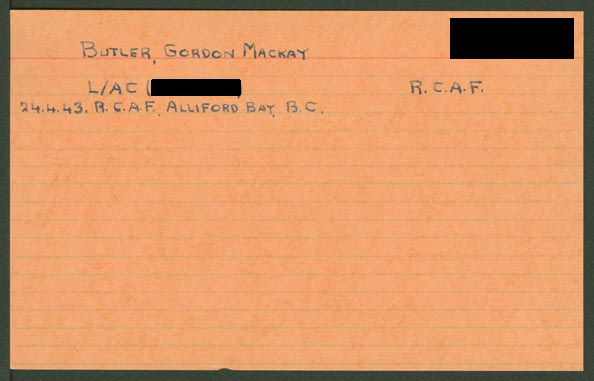 BUTLER, GORDON MACKAY
L/AC ( R.C.A.F.
24.4.43. R.C.A.F. ALLIFORD BAY, B.C.